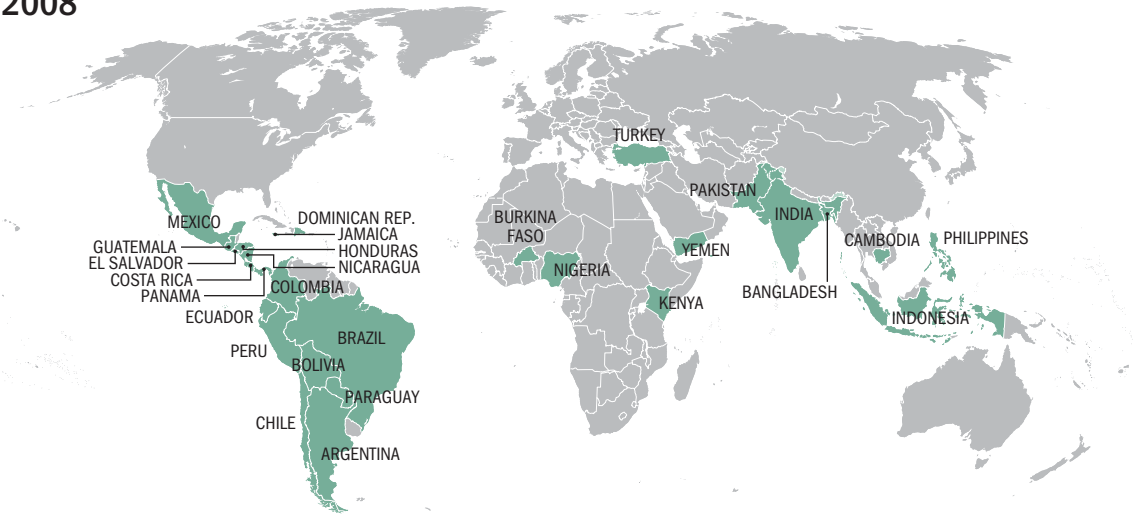 2008
TURKEY
PAKISTAN
MEXICO
DOMINICAN REP.
JAMAICA
BURKINA
FASO
INDIA
GUATEMALA
HONDURAS
EL SALVADOR
NICARAGUA
COSTA RICA
PANAMA
COLOMBIA
NIGERIA
YEMEN
CAMBODIA
PHILIPPINES
BANGLADESH
KENYA
ECUADOR
INDONESIA
PERU
BRAZIL
BOLIVIA
PARAGUAY
CHILE
ARGENTINA